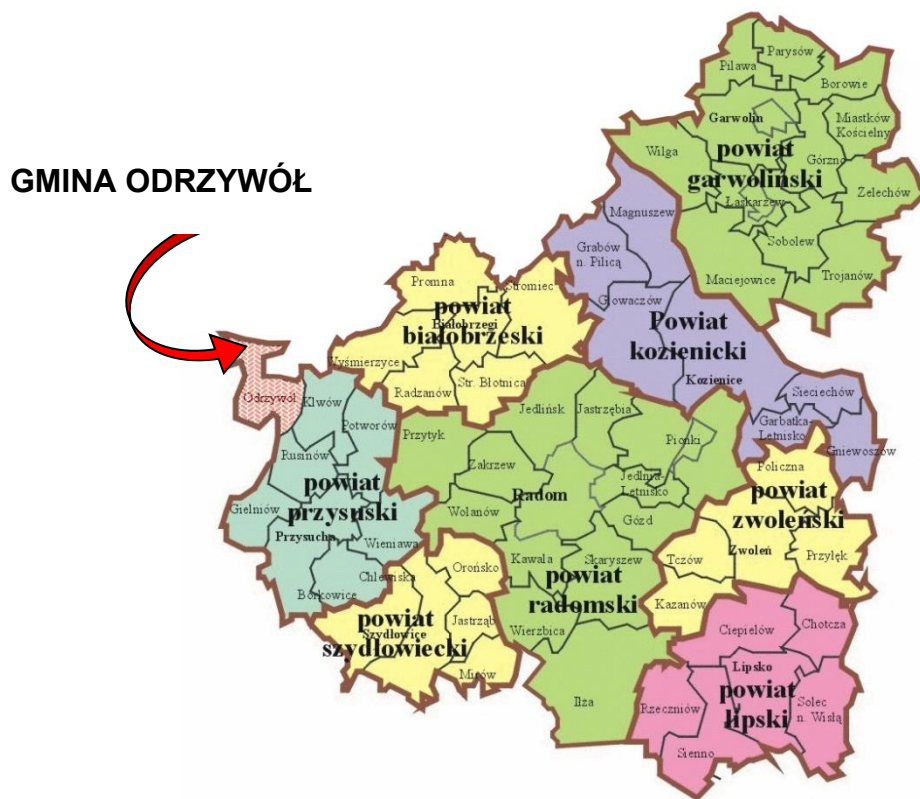 GMINA ODRZYWÓŁ
Parysów
Pilawa
Borowie
Garwolin
Miastków
Kościelny
Wilga
powiat
garwoliński
Górzno
Żelechów
Łaskarzew
Sobolew
Maciejowice
Trojanów
Magnuszew
Grabów
n. Pilicą
Głowaczów
Powiat
kozienicki
Kozienice
Sieciechów
Garbatka-
Letnisko
Gniewoszów
Promna
Stromiec
powiat
Białobrzegi
białobrzeski
Wyśmierzyce
Radzanów
Str. Błotnica
Odrzywół
Klwów
Potworów
Rusinów
powiat
przysuski
Gielniów
Przysucha
Wieniawa
Borkowice
Chlewiska
Jedlińsk
Jastrzębia
Przytyk
Pionki
Zakrzew
Jedlnia-
Letnisko
Radom
Wolanów
Gózd
Kawala
Skaryszew
powiat
radomski
Wierzbica
Iłża
Policzna
powiat
zwoleński
Tczów
Zwoleń
Przyłęk
Kazanów
Orońsko
powiat
Szydłowice
szydłowiecki
Jastrząb
Mirów
Ciepielów
Chotcza
Lipsko
powiat
lipski
Rzeczniów
Solec
n. Wisłą
Sienno